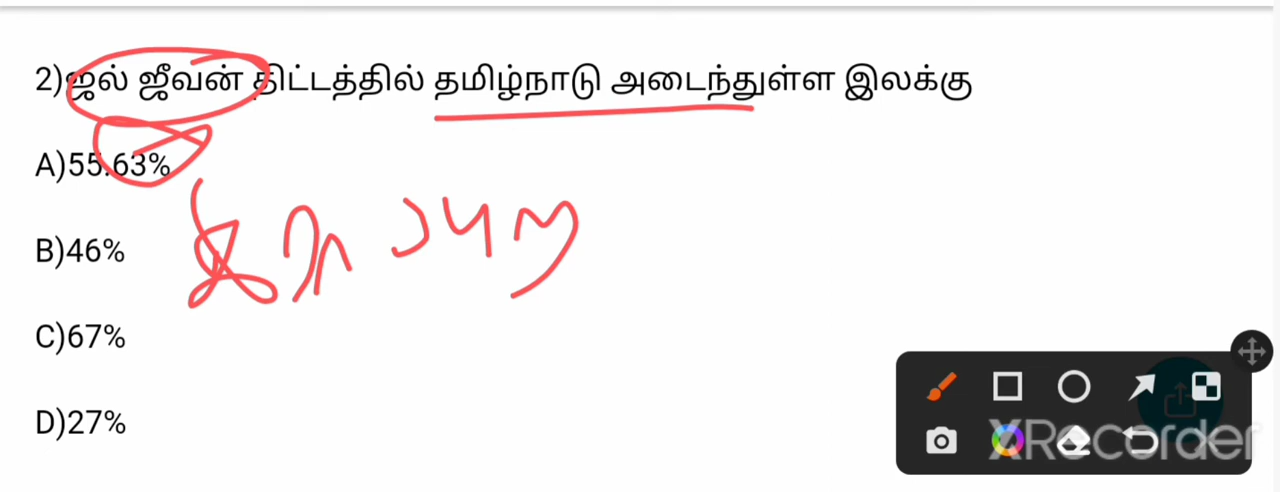 2)ஜல் ஜீவன் திட்டத்தில் தமிழ்நாடு அடைந்துள்ள இலக்கு
A)55.63%
B)46%
C)67%
D)27%
XRecorder